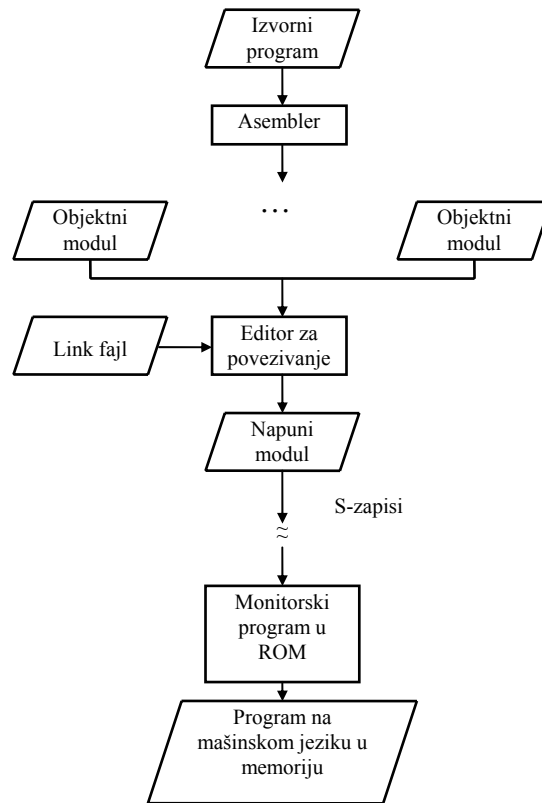 Izvorni
program
Asembler
...
Objektni
modul
Objektni
modul
Link fajl
Editor za
povezivanje
Napuni
modul
S-zapisi
Monitorski
program u
ROM
Program na
mašinskom jeziku u
memoriju